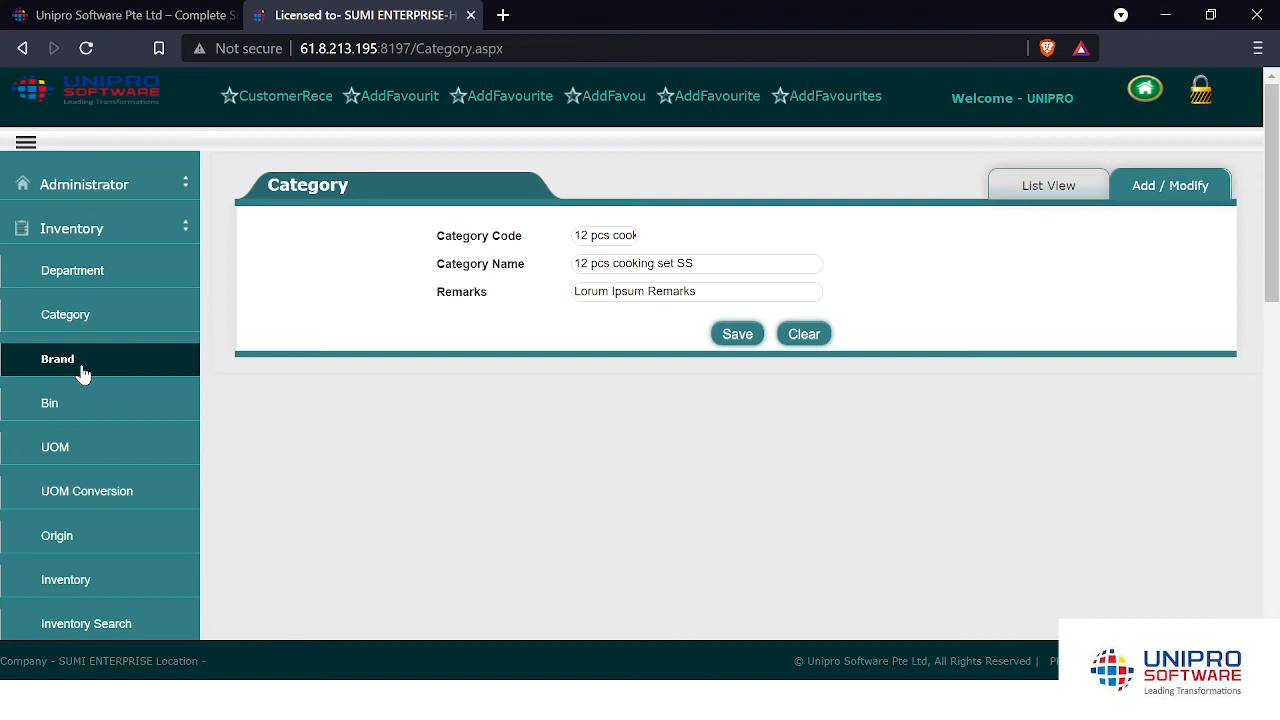 Unipro Software Pte Ltd – Complete S
Licensed to- SUMI ENTERPRISE-H
Not secure 61.8.213.195:8197/Category.aspx
UNIPRO
SOFTWARE
Leading Transformations
CustomerRece AddFavourit AddFavourite AddFavou AddFavourite AddFavourites
Welcome - UNIPRO
Administrator
Inventory
Department
Category
Brand
Bin
UOM
UOM Conversion
Origin
Inventory
Inventory Search
Category
List View
Add / Modify
Category Code 12 pcs cook
Category Name 12 pcs cooking set SS
Remarks Lorum Ipsum Remarks
Save Clear
Company - SUMI ENTERPRISE Location -
© Unipro Software Pte Ltd, All Rights Reserved |
UNIPRO
SOFTWARE
Leading Transformations